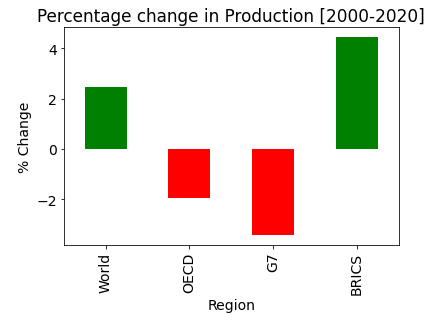 Percentage change in Production [2000-2020]
4
2
0
−2
% Change
World
OECD
G7
BRICS
Region